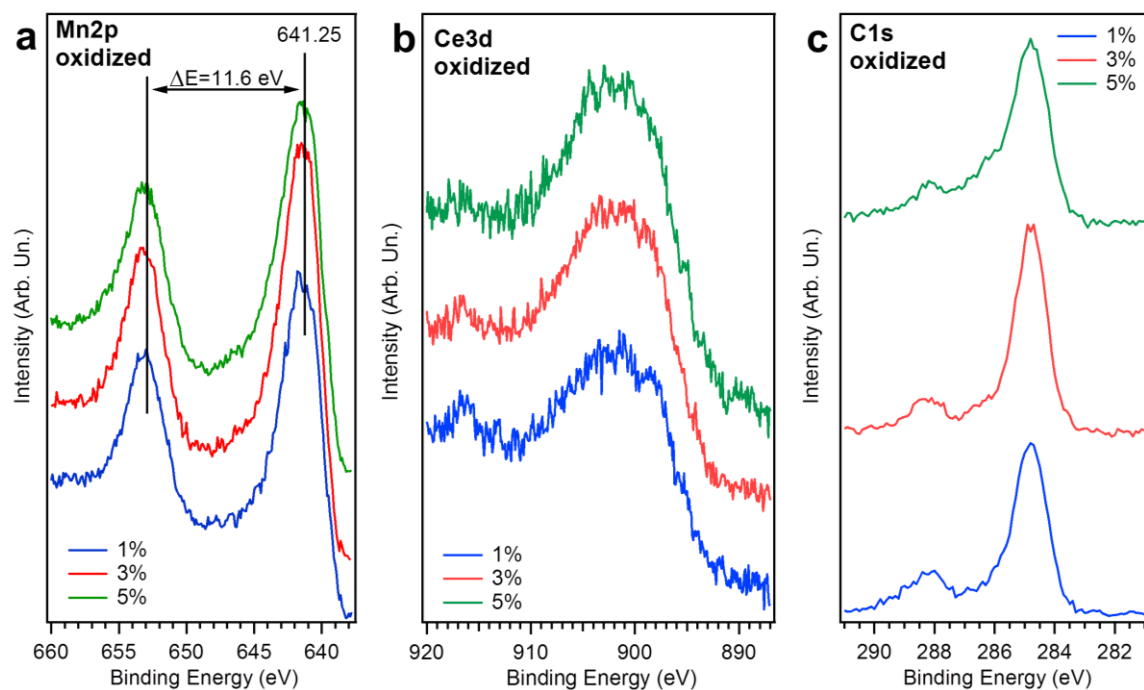 a
Mn2p
oxidized
641.25
ΔE=11.6 eV
Intensity (Arb. Un.)
1%
3%
5%
660
655
650
645
640
Binding Energy (eV)
b
Ce3d
oxidized
Intensity (Arb. Un.)
1%
3%
5%
920
910
900
890
Binding Energy (eV)
c
C1s
oxidized
1%
3%
5%
Intensity (Arb. Un.)
290
288
286
284
282
Binding Energy (eV)